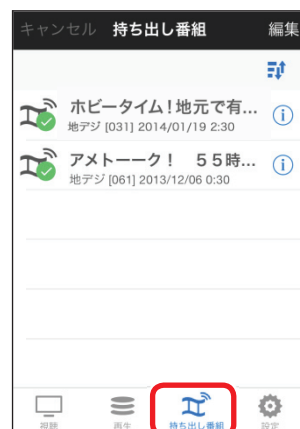 キャンセル 持ち出し番組 編集
ホビータイム!地元で有...
地デジ [031] 2014/01/19 2:30
アメトーーク! 55時...
地デジ [061] 2013/12/06 0:30
視聴 再生 持ち出し番組 設定